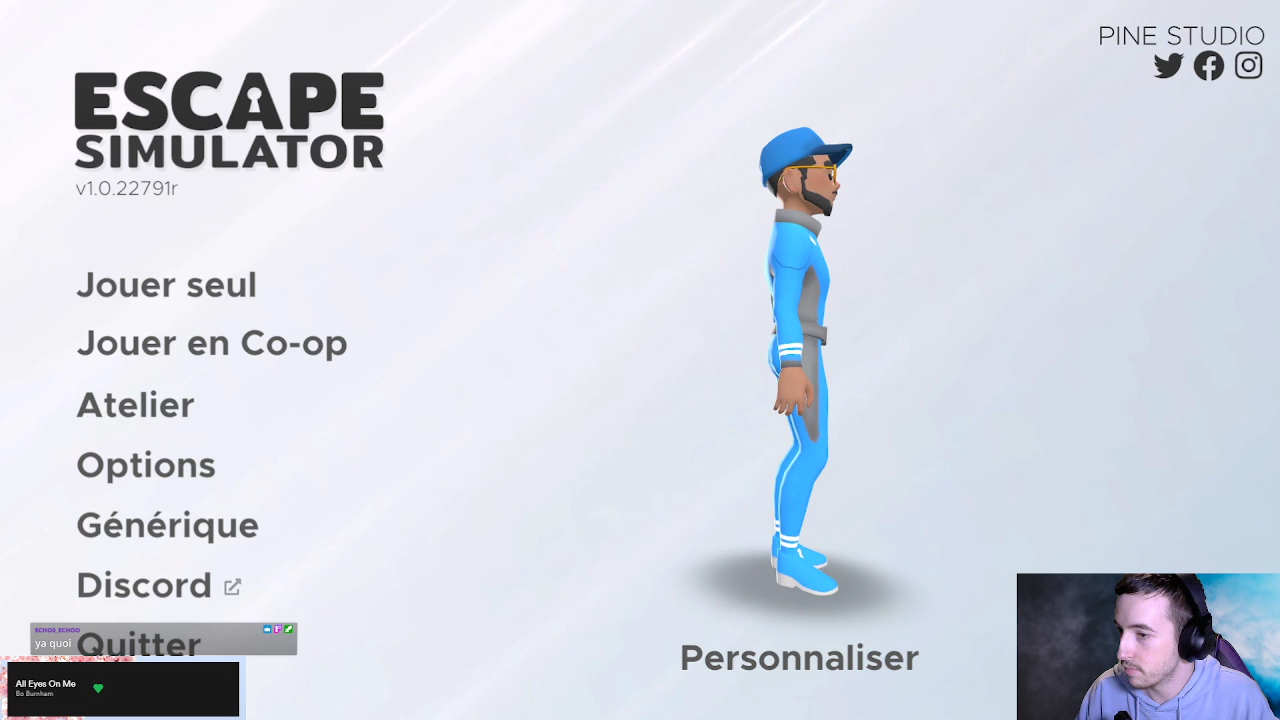 ESCAPE
SIMULATOR
v1.0.22791r
PINE STUDIO
Jouer seul
Jouer en Co-op
Atelier
Options
Générique
Discord
Quitter
ECHO0_ECHOO
ya quoi
All Eyes On Me
Bo Burnham
Personnaliser